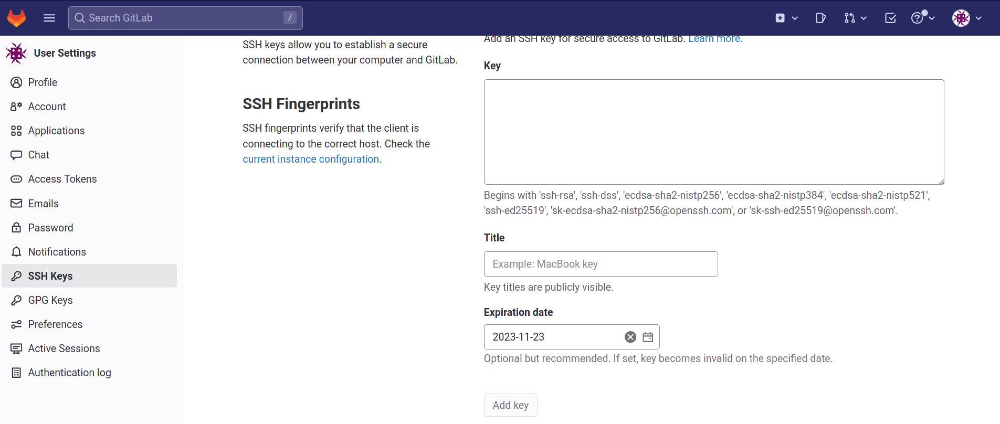 Search GitLab
/
User Settings
Profile
Account
Applications
Chat
Access Tokens
Emails
Password
Notifications
SSH Keys
GPG Keys
Preferences
Active Sessions
Authentication log
SSH keys allow you to establish a secure
connection between your computer and GitLab.
SSH Fingerprints
SSH fingerprints verify that the client is
connecting to the correct host. Check the
current instance configuration.
Add an SSH key for secure access to GitLab. Learn more.
Key
Begins with 'ssh-rsa', 'ssh-dss', 'ecdsa-sha2-nistp256', 'ecdsa-sha2-nistp384', 'ecdsa-sha2-nistp521',
'ssh-ed25519', 'sk-ecdsa-sha2-nistp256@openssh.com', or 'sk-ssh-ed25519@openssh.com'.
Title
Example: MacBook key
Key titles are publicly visible.
Expiration date
2023-11-23
Optional but recommended. If set, key becomes invalid on the specified date.
Add key